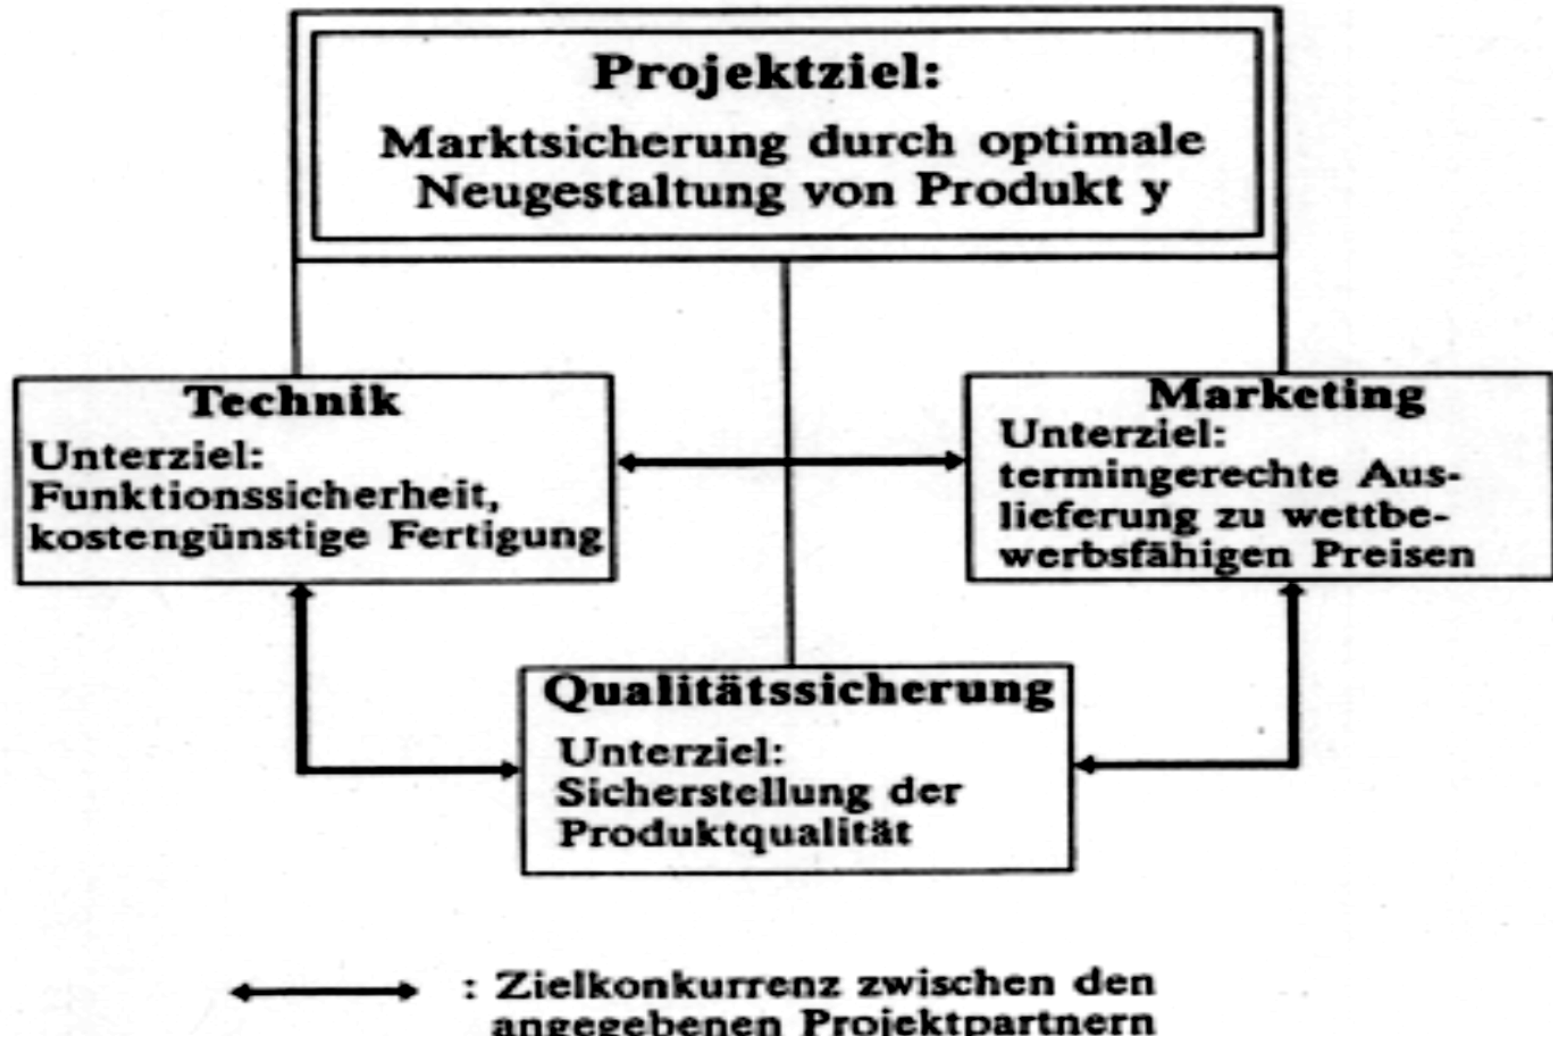 Projektziel:
Marktsicherung durch optimale
Neugestaltung von Produkt y
Technik
Unterziel:
Funktionssicherheit,
kostengünstige Fertigung
Marketing
Unterziel:
termingerechte Aus-
lieferung zu wettbe-
werbsfähigen Preisen
Qualitätssicherung
Unterziel:
Sicherstellung der
Produktqualität
: Zielkonkurrenz zwischen den
angegebenen Projektpartnern